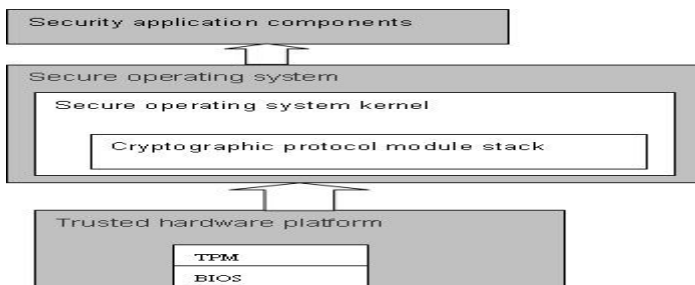 Security application components
Secure operating system
Secure operating system kernel
Cryptographic protocol module stack
Trusted hardware platform
TPM
BIOS